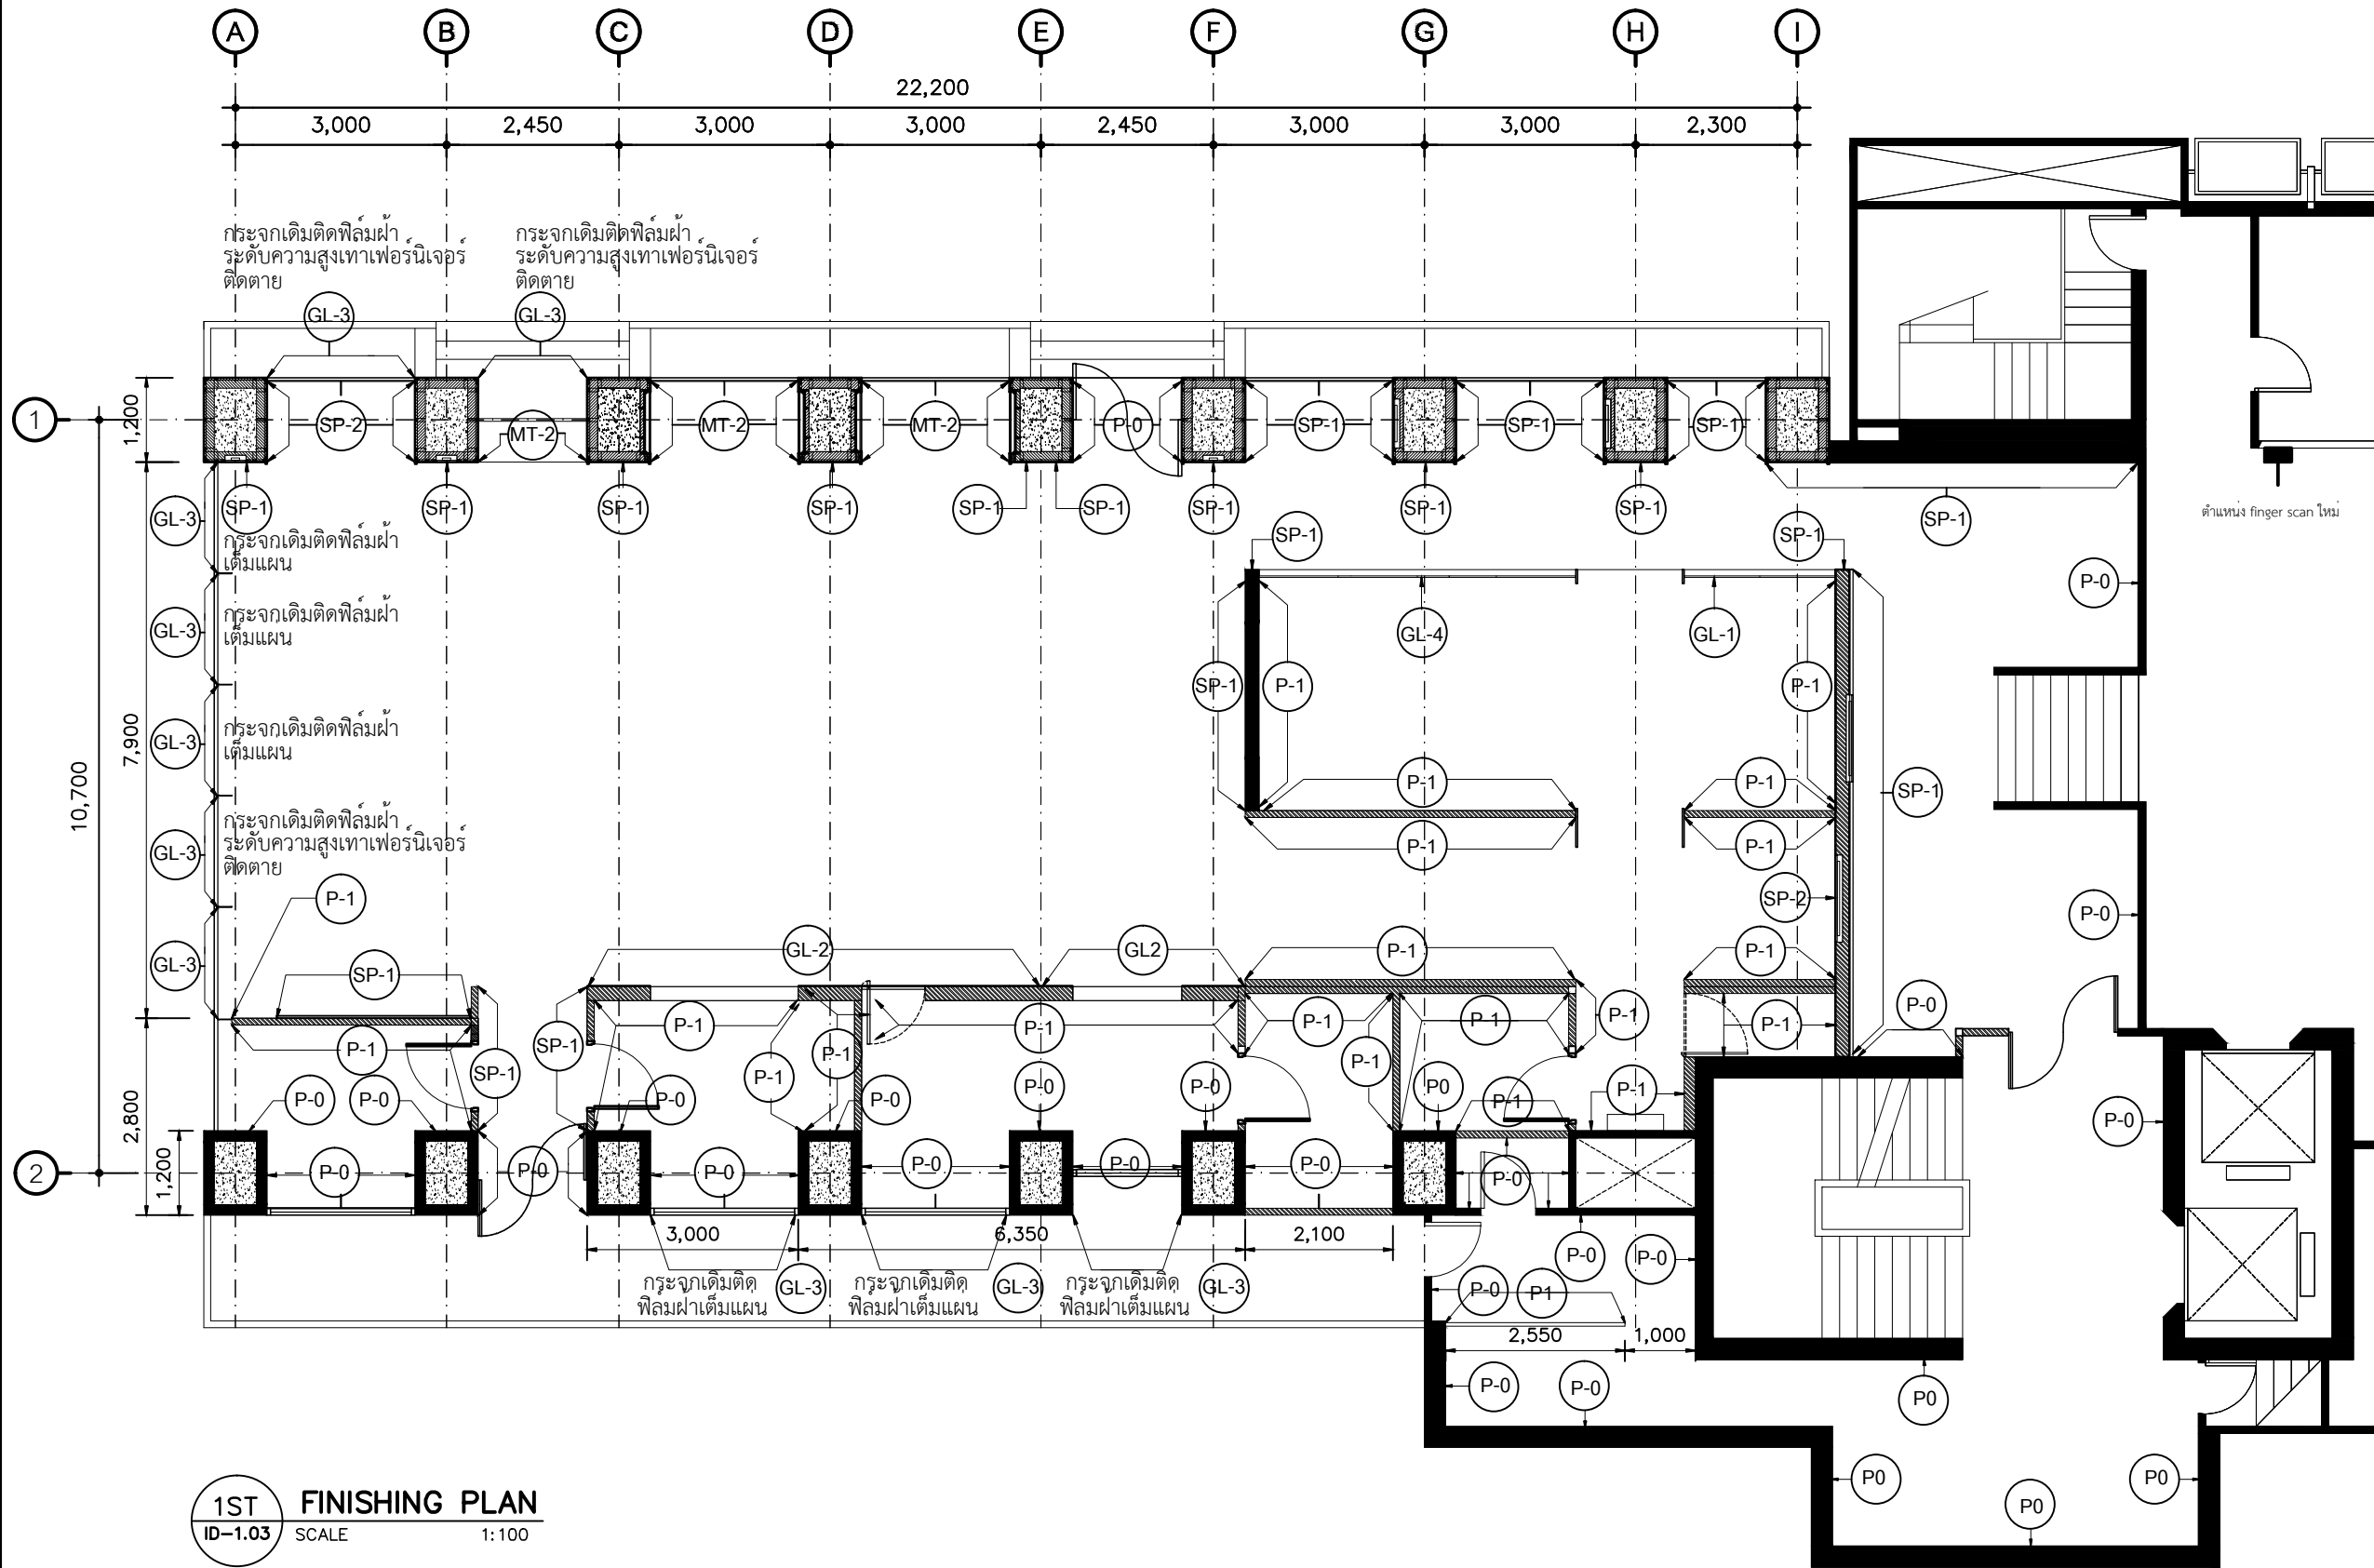 A B C D E F G H I
22,200
3,000 2,450 3,000 3,000 2,450 3,000 3,000 2,300
กระจกเดิมติดฟิล์มฝ้า
ระดับความสูงเทาเฟอร์นิเจอร์
ติดตาย
กระจกเดิมติดฟิล์มฝ้า
ระดับความสูงเทาเฟอร์นิเจอร์
ติดตาย
GL-3 GL-3
1 1,200 SP-2 MT-2 MT-2 MT-2 P-0 SP-1 SP-1 SP-1
SP-1 SP-1 SP-1 SP-1 SP-1 SP-1 SP-1 SP-1 SP-1 SP-1
ตำแหน่ง finger scan ใหม่
GL-3
กระจกเดิมติดฟิล์มฝ้า
เต็มแผน
SP-1 SP-1
P-0
GL-3
กระจกเดิมติดฟิล์มฝ้า
เต็มแผน
GL-4 GL-1
SP-1 P-1 P-1
7,900
10,700
GL-3
กระจกเดิมติดฟิล์มฝ้า
เต็มแผน
P-1 P-1 SP-1
GL-3
กระจกเดิมติดฟิล์มฝ้า
ระดับความสูงเทาเฟอร์นิเจอร์
ติดตาย
P-1 P-1
P-1 SP-2 P-0
GL-3 SP-1 GL-2 GL2 P-1 P-1
P-0
P-1 P-1 P-1 P-1 P-1 P-1
P-1 SP-1 P-1 P-1
SP-1 P-1
2,800
P-0 P-0 P-0 P-0 P-0 P-0 P0 P-1 P-1 P-0
2 1,200 P-0 P-0 P-0 P-0 P-0 P-0 P-0
3,000 6,350 2,100
P-0 P-0
กระจกเดิมติด
ฟิล์มฝ้าเต็มแผน
GL-3
กระจกเดิมติด
ฟิล์มฝ้าเต็มแผน
GL-3
กระจกเดิมติด
ฟิล์มฝ้าเต็มแผน
GL-3
P-0 P1
2,550 1,000
P-0 P-0 P0
P0 P0 P0
1ST FINISHING PLAN
ID-1.03 SCALE 1:100